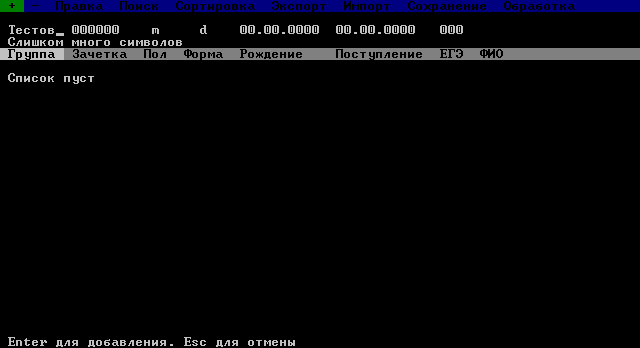 + Правка Поиск Сортировка Экспорт Импорт Сохранение Обработка
Тестов_ 000000 m d 00.00.0000 00.00.0000 000
Слишком много символов
Группа Зачетка Пол Форма Рождение Поступление ЕГЭ ФИО
Список пуст
Enter для добавления. Esc для отмены